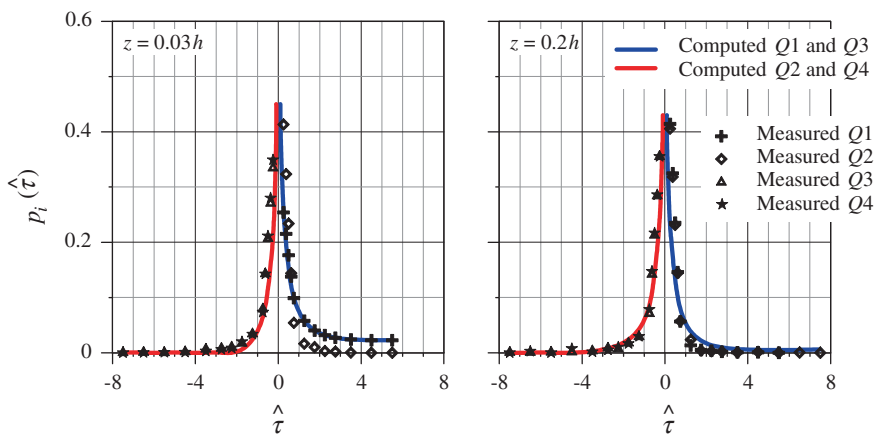 0.6
z = 0.03h
z = 0.2h
Computed Q1 and Q3
Computed Q2 and Q4
0.4
Measured Q1
Measured Q2
Measured Q3
Measured Q4
p_i(τ̂)
0.2
0
-8 -4 0 4 8
-8 -4 0 4 8
τ̂
τ̂